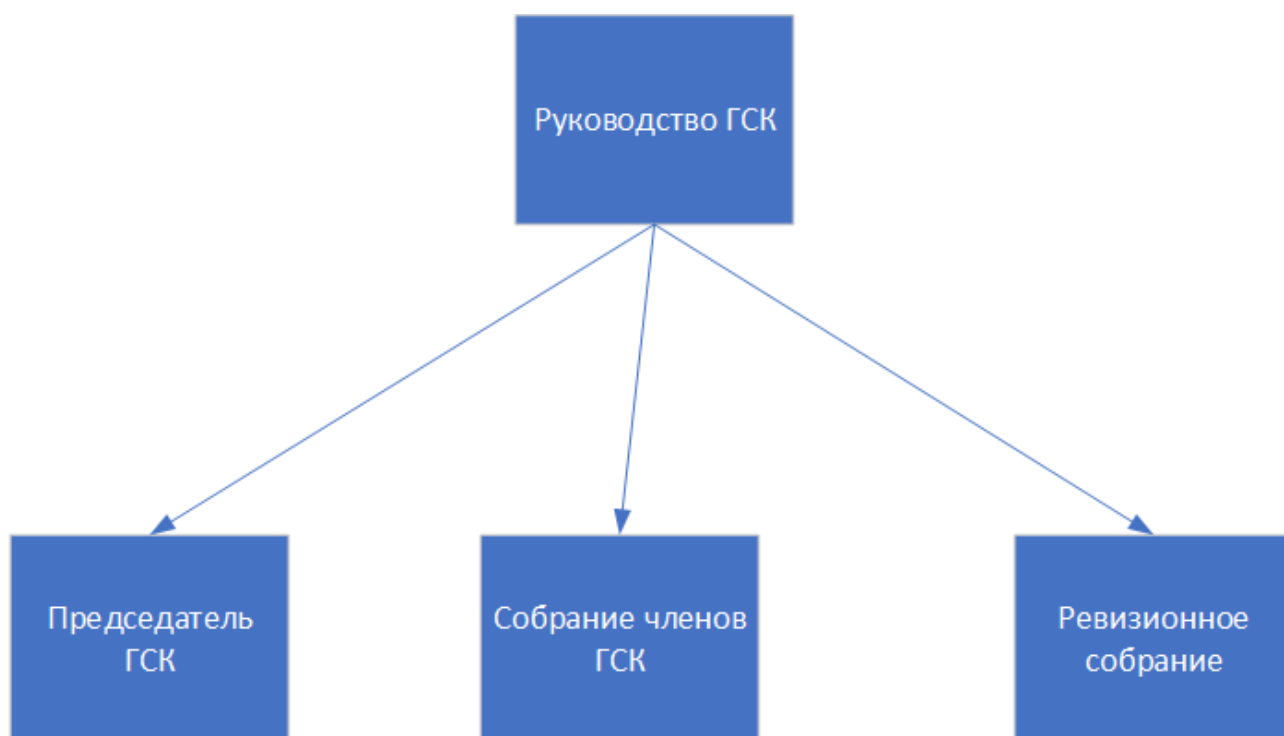 Руководство ГСК
Председатель
ГСК
Собрание членов
ГСК
Ревизионное
собрание